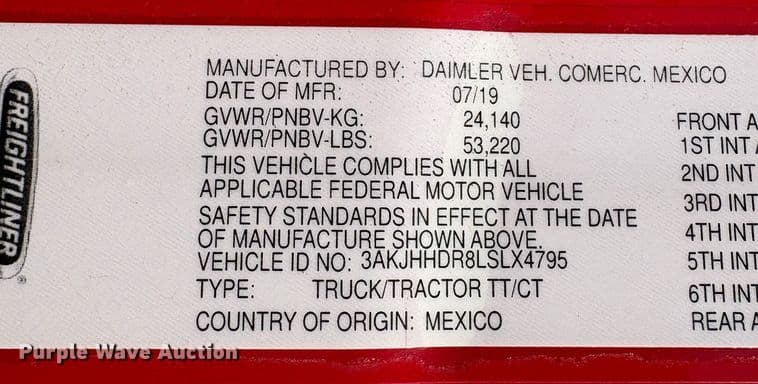 FREIGHTLINER
®
MANUFACTURED BY: DAIMLER VEH. COMERC. MEXICO
DATE OF MFR: 07/19
GVWR/PNBV-KG: 24,140 FRONT A
GVWR/PNBV-LBS: 53,220 1ST INT A
THIS VEHICLE COMPLIES WITH ALL 2ND INT
APPLICABLE FEDERAL MOTOR VEHICLE 3RD INT
SAFETY STANDARDS IN EFFECT AT THE DATE 4TH INT
OF MANUFACTURE SHOWN ABOVE.
VEHICLE ID NO: 3AKJHHDR8LSLX4795 5TH INT
TYPE: TRUCK/TRACTOR TT/CT 6TH INT
COUNTRY OF ORIGIN: MEXICO REAR A
Purple Wave Auction